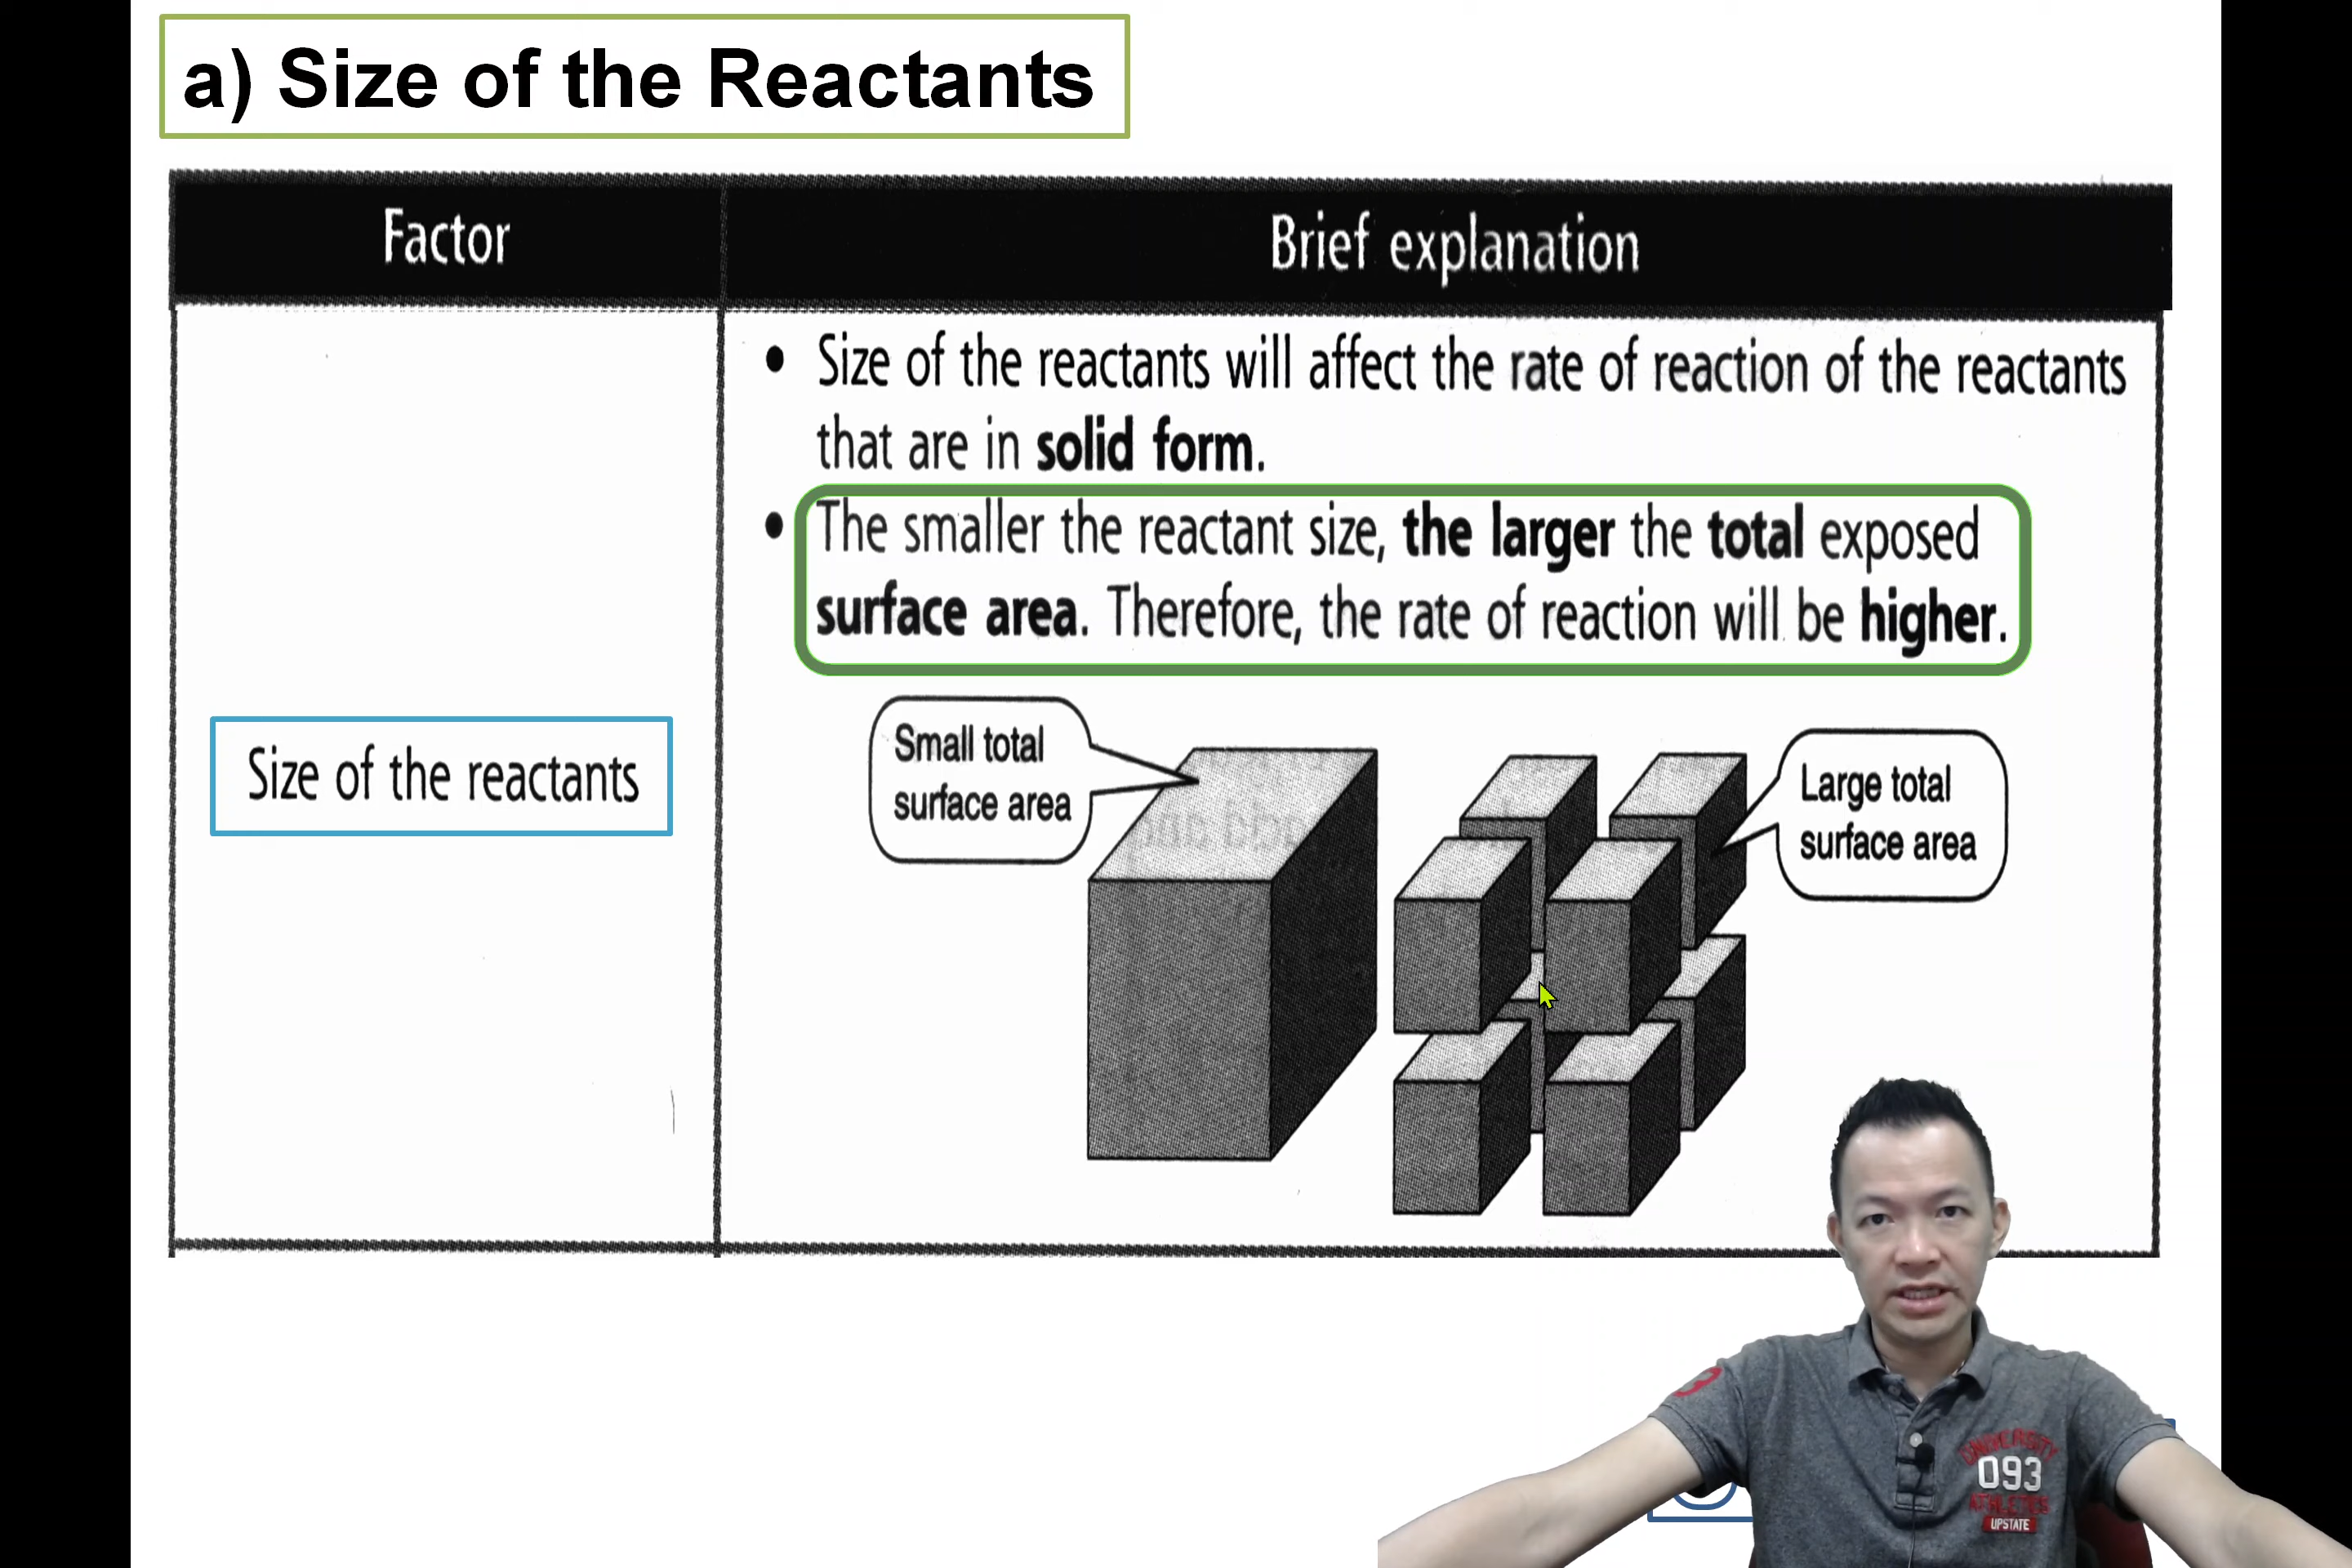 a) Size of the Reactants
Factor
Brief explanation
• Size of the reactants will affect the rate of reaction of the reactants
that are in solid form.
• The smaller the reactant size, the larger the total exposed
surface area. Therefore, the rate of reaction will be higher.
Size of the reactants
Small total
surface area
Large total
surface area
UNIVERSITY
093
ATHLETES
UPSTATE